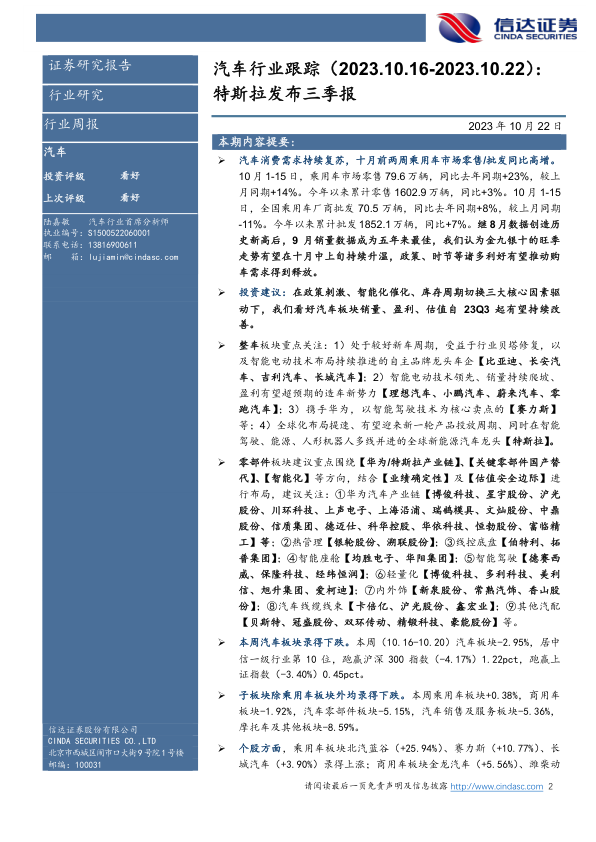 信达证券
CINDA SECURITIES
证券研究报告
行业研究
行业周报
汽车
投资评级 看好
上次评级 看好
陆嘉敏 汽车行业首席分析师
执业编号：S1500522060001
联系电话：13816900611
邮 箱：lujiamin@cindasc.com
信达证券股份有限公司
CINDA SECURITIES CO.,LTD
北京市西城区闹市口大街9号院1号楼
邮编：100031
汽车行业跟踪（2023.10.16-2023.10.22）：
特斯拉发布三季报
2023 年 10 月 22 日
本期内容提要：
➢ 汽车消费需求持续复苏，十月前两周乘用车市场零售/批发同比高增。
10 月 1-15 日，乘用车市场零售 79.6 万辆，同比去年同期+23%，较上
月同期+14%。今年以来累计零售 1602.9 万辆，同比+3%。10 月 1-15
日，全国乘用车厂商批发 70.5 万辆，同比去年同期+8%，较上月同期
-11%。今年以来累计批发 1852.1 万辆，同比+7%。继 8 月数据创造历
史新高后，9 月销量数据成为五年来最佳，我们认为金九银十的旺季
走势有望在十月中上旬持续升温，政策、时节等诸多利好有望推动购
车需求得到释放。
➢ 投资建议：在政策刺激、智能化催化、库存周期切换三大核心因素驱
动下，我们看好汽车板块销量、盈利、估值自 23Q3 起有望持续改
善。
➢ 整车板块重点关注：1）处于较好新车周期，受益于行业贝塔修复，以
及智能电动技术布局持续推进的自主品牌龙头车企【比亚迪、长安汽
车、吉利汽车、长城汽车】；2）智能电动技术领先、销量持续爬坡、
盈利有望超预期的造车新势力【理想汽车、小鹏汽车、蔚来汽车、零
跑汽车】；3）携手华为，以智能驾驶技术为核心卖点的【赛力斯】
等；4）全球化布局提速、有望迎来新一轮产品投放周期、同时在智能
驾驶、能源、人形机器人多线并进的全球新能源汽车龙头【特斯拉】。
➢ 零部件板块建议重点围绕【华为/特斯拉产业链】、【关键零部件国产替
代】、【智能化】等方向，结合【业绩确定性】及【估值安全边际】进
行布局，建议关注：①华为汽车产业链【博俊科技、星宇股份、沪光
股份、川环科技、上声电子、上海沿浦、瑞鹄模具、文灿股份、中鼎
股份、信质集团、德迈仕、科华控股、华依科技、恒勃股份、富临精
工】等；②热管理【银轮股份、溯联股份】；③线控底盘【伯特利、拓
普集团】；④智能座舱【均胜电子、华阳集团】；⑤智能驾驶【德赛西
威、保隆科技、经纬恒润】；⑥轻量化【博俊科技、多利科技、美利
信、旭升集团、爱柯迪】；⑦内外饰【新泉股份、常熟汽饰、香山股
份】；⑧汽车线缆线束【卡倍亿、沪光股份、鑫宏业】；⑨其他汽配
【贝斯特、冠盛股份、双环传动、精锻科技、豪能股份】等。
➢ 本周汽车板块录得下跌。本周（10.16-10.20）汽车板块-2.95%，居中
信一级行业第 10 位，跑赢沪深 300 指数（-4.17%）1.22pct，跑赢上
证指数（-3.40%）0.45pct。
➢ 子板块除乘用车板块外均录得下跌。本周乘用车板块+0.38%，商用车
板块-1.92%，汽车零部件板块-5.15%，汽车销售及服务板块-5.36%，
摩托车及其他板块-8.59%。
➢ 个股方面，乘用车板块北汽蓝谷（+25.94%）、赛力斯（+10.77%）、长
城汽车（+3.90%）录得上涨；商用车板块金龙汽车（+5.56%）、潍柴动
请阅读最后一页免责声明及信息披露 http://www.cindasc.com 2